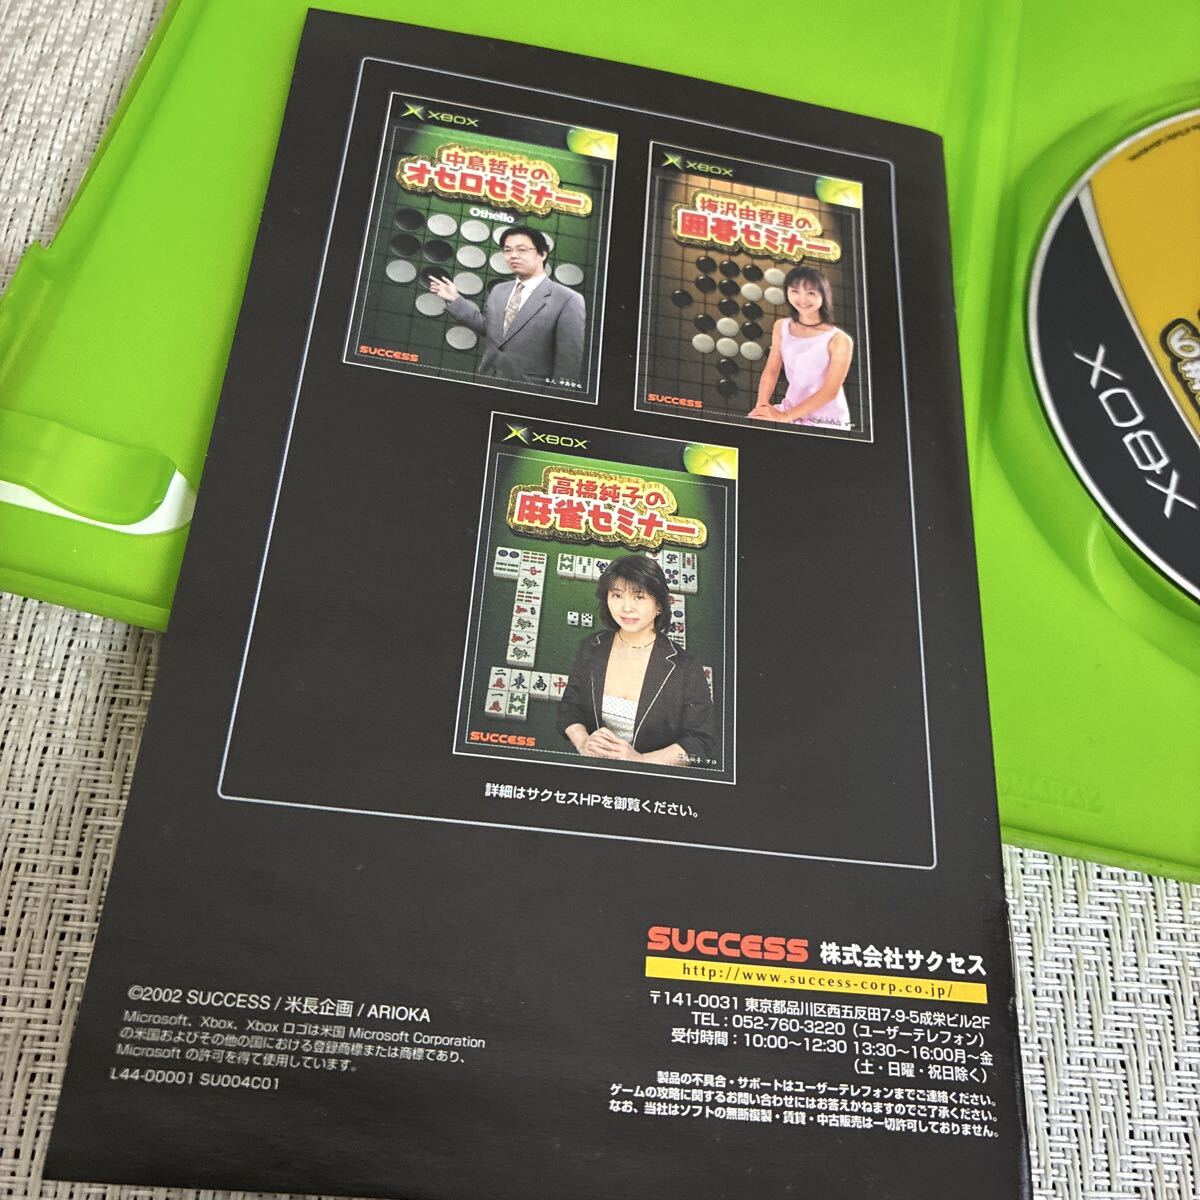 XBOX
中島哲也の
オセロセミナー
Othello
SUCCESS
名人 中島哲也
XBOX
梅沢由香里の
囲碁セミナー
SUCCESS
XBOX
高橋純子の
麻雀セミナー
SUCCESS
詳細はサクセスHPを御覧ください。
SUCCESS 株式会社サクセス
http://www.success-corp.co.jp/
〒141-0031 東京都品川区西五反田7-9-5成栄ビル2F
TEL：052-760-3220（ユーザーテレフォン）
受付時間：10:00〜12:30 13:30〜16:00月〜金
（土・日曜・祝日除く）
製品の不具合・サポートはユーザーテレフォンまでご連絡ください。
ゲームの攻略に関するお問い合わせにはお答えかねますのでご了承ください。
なお、当社はソフトの無断複製・賃貸・中古販売は一切許可しておりません。
©2002 SUCCESS / 米長企画 / ARIOKA
Microsoft、Xbox、Xbox ロゴは米国 Microsoft Corporation
の米国およびその他の国における登録商標または商標であり、
Microsoft の許可を得て使用しています。
L44-00001 SU004C01
XBOX